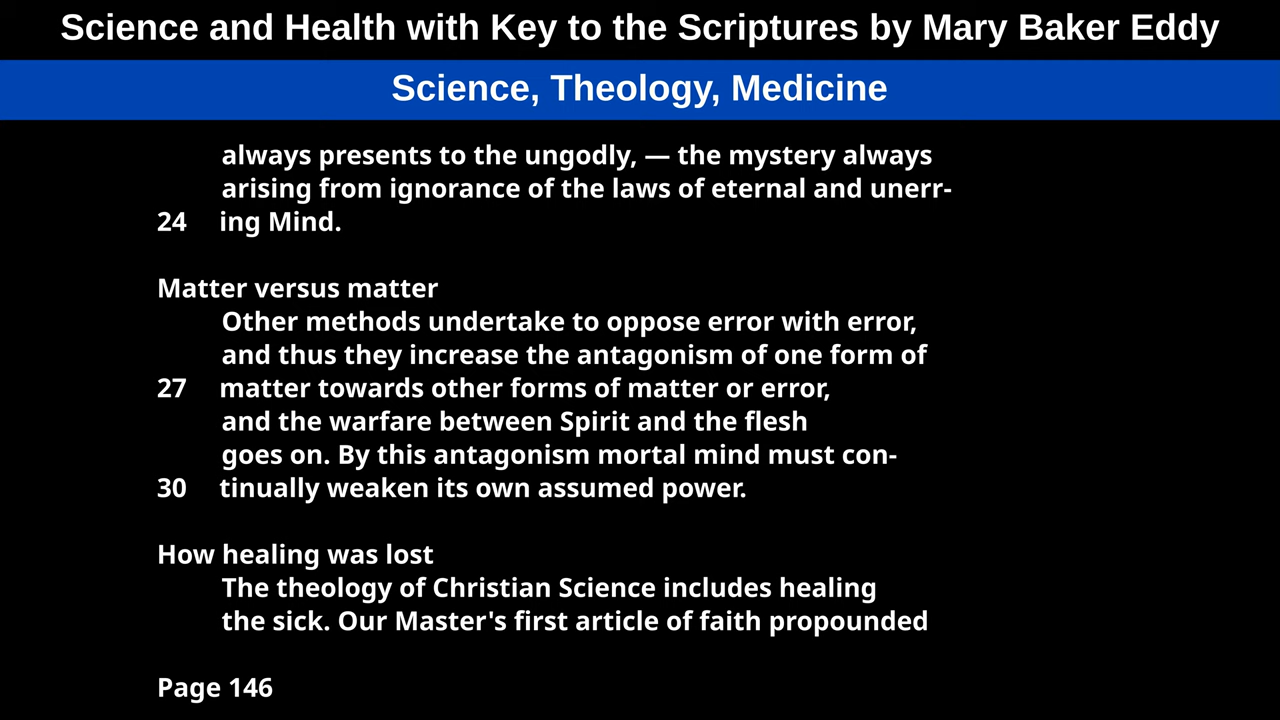 Science and Health with Key to the Scriptures by Mary Baker Eddy
Science, Theology, Medicine
always presents to the ungodly, — the mystery always
arising from ignorance of the laws of eternal and unerr-
24 ing Mind.
Matter versus matter
Other methods undertake to oppose error with error,
and thus they increase the antagonism of one form of
27 matter towards other forms of matter or error,
and the warfare between Spirit and the flesh
goes on. By this antagonism mortal mind must con-
30 tinually weaken its own assumed power.
How healing was lost
The theology of Christian Science includes healing
the sick. Our Master's first article of faith propounded
Page 146